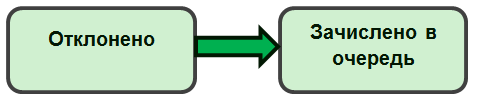 Отклонено
Зачислено в
очередь